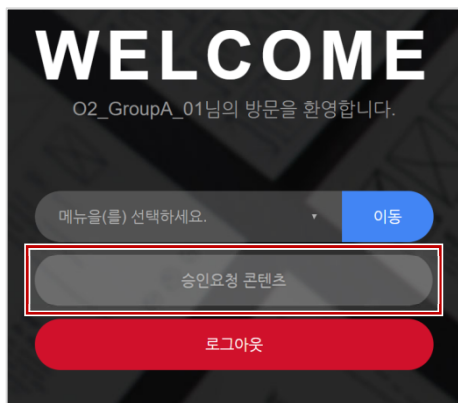 WELCOME
O2_GroupA_01님의 방문을 환영합니다.
메뉴을(를) 선택하세요. ▾ 이동
승인요청 콘텐츠
로그아웃